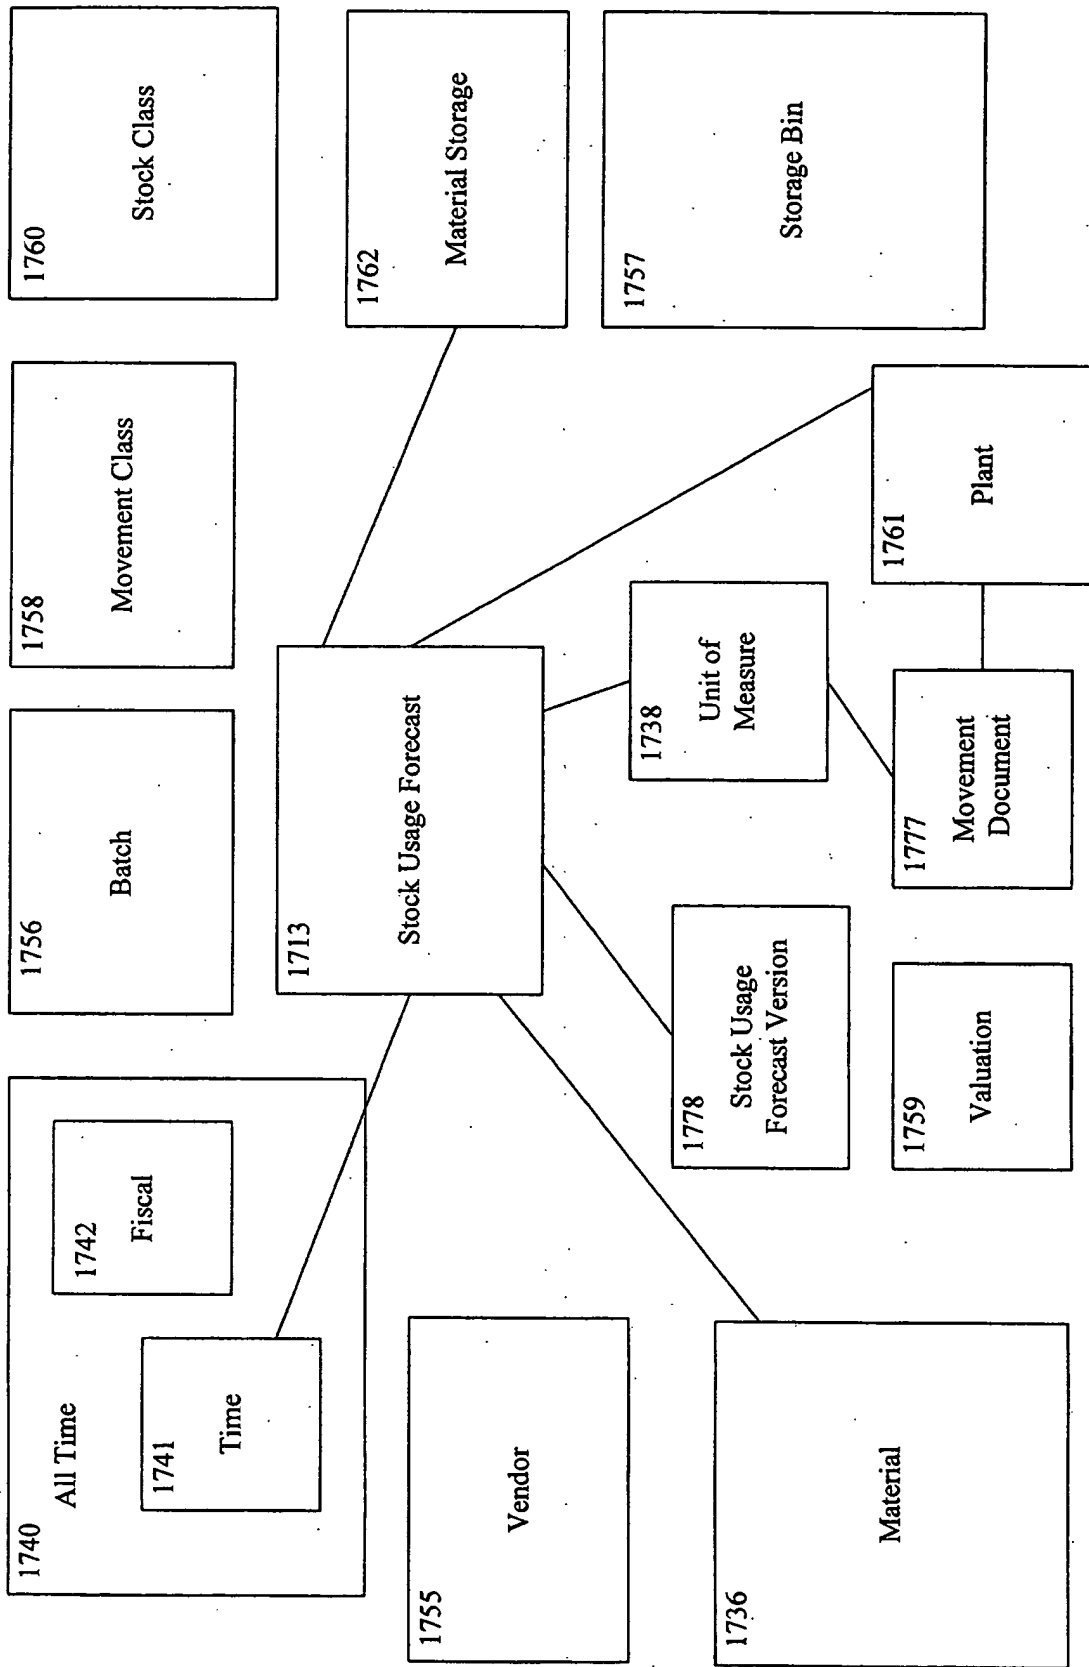 1740
All Time
1741
Time
1742
Fiscal
1756
Batch
1758
Movement Class
1760
Stock Class
1755
Vendor
1713
Stock Usage Forecast
1762
Material Storage
1736
Material
1778
Stock Usage
Forecast Version
1738
Unit of
Measure
1757
Storage Bin
1759
Valuation
1777
Movement
Document
1761
Plant